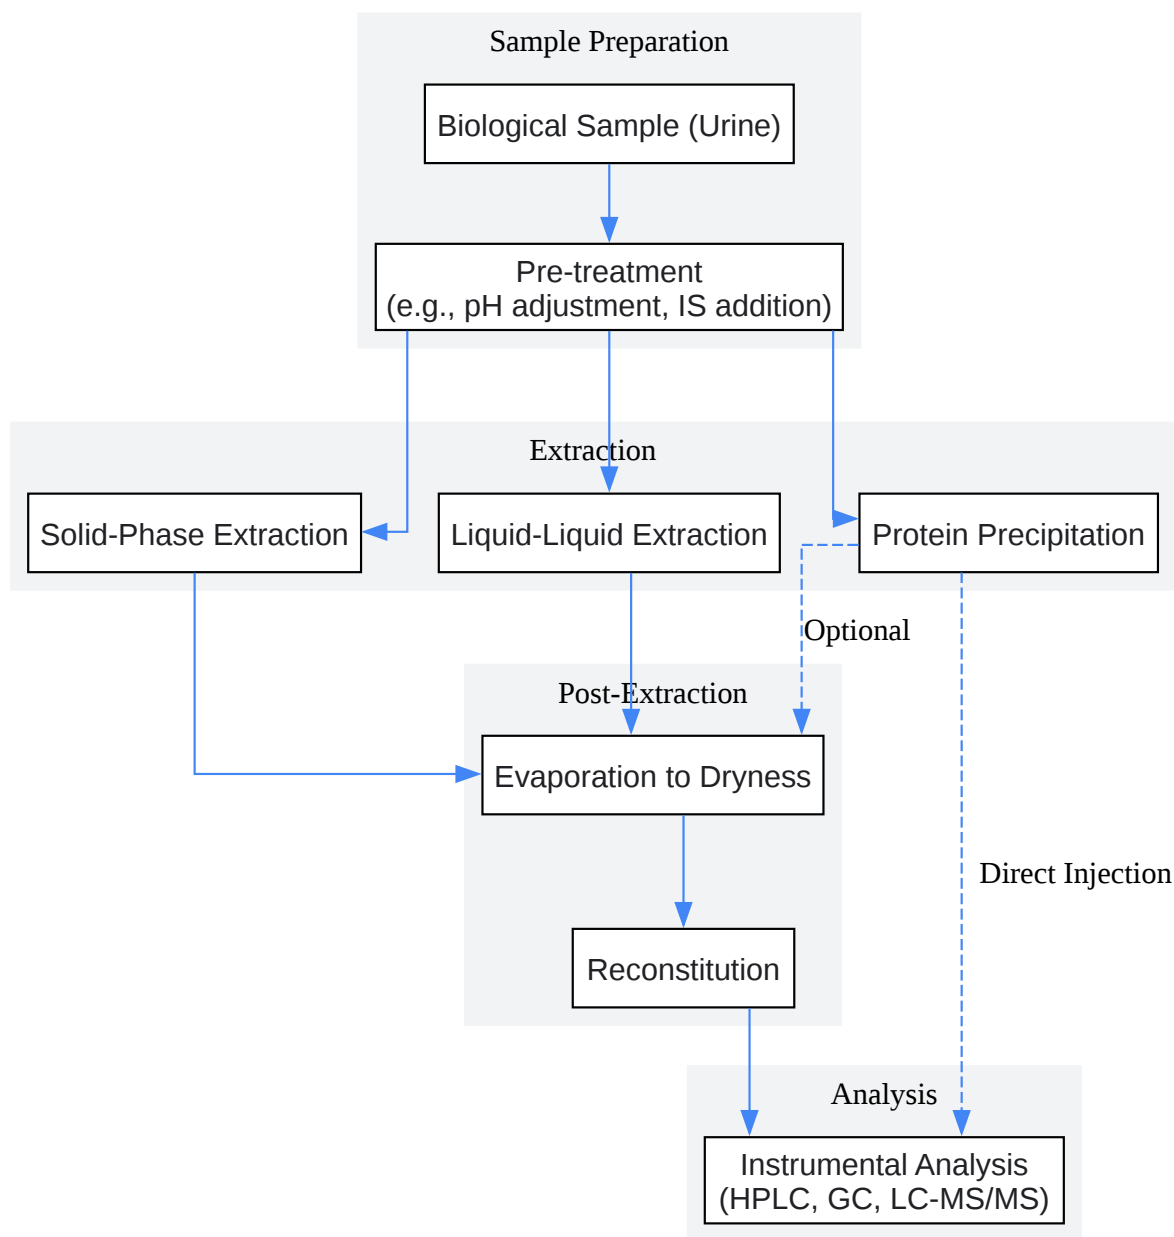 Sample Preparation
Biological Sample (Urine)
Pre-treatment
(e.g., pH adjustment, IS addition)
Extraction
Solid-Phase Extraction
Liquid-Liquid Extraction
Protein Precipitation
Optional
Post-Extraction
Evaporation to Dryness
Direct Injection
Reconstitution
Analysis
Instrumental Analysis
(HPLC, GC, LC-MS/MS)